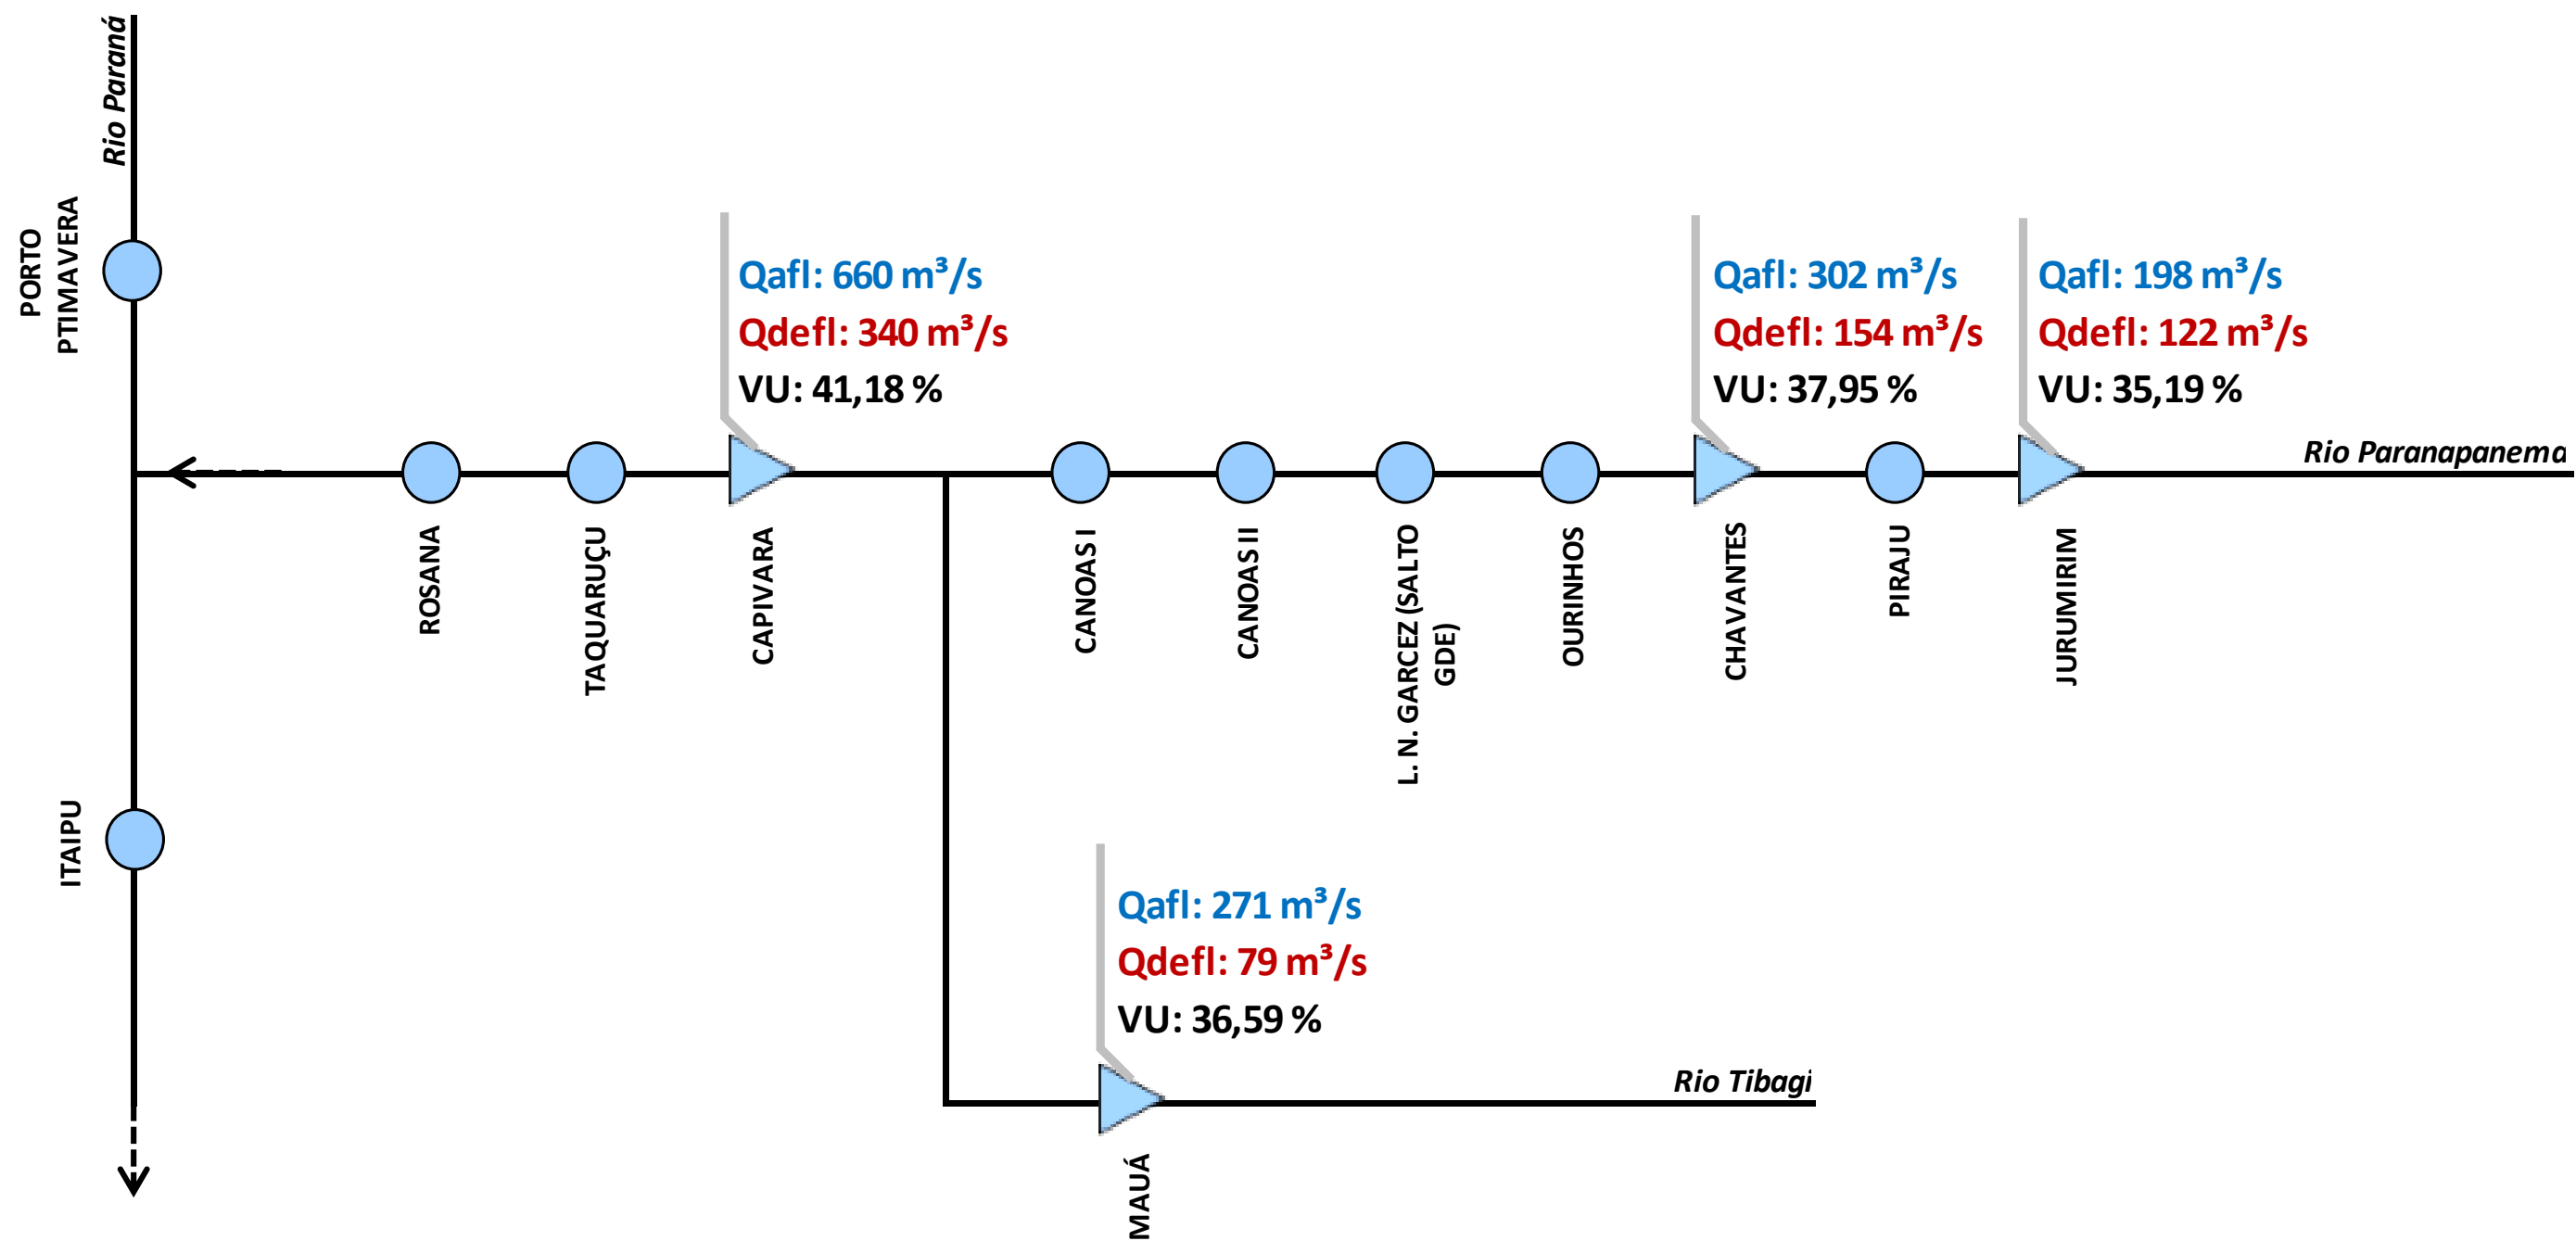 Rio Paraná
PORTO
PTIMAVERA
Qafl: 660 m³/s
Qdefl: 340 m³/s
VU: 41,18 %
Qafl: 302 m³/s
Qdefl: 154 m³/s
VU: 37,95 %
Qafl: 198 m³/s
Qdefl: 122 m³/s
VU: 35,19 %
Rio Paranapanema
ROSANA
TAQUARUÇU
CAPIVARA
CANOAS I
CANOAS II
L. N. GARCEZ (SALTO
GDE)
OURINHOS
CHAVANTES
PIRAJU
JURUMIRIM
ITAIPU
Qafl: 271 m³/s
Qdefl: 79 m³/s
VU: 36,59 %
Rio Tibagi
MAUÁ